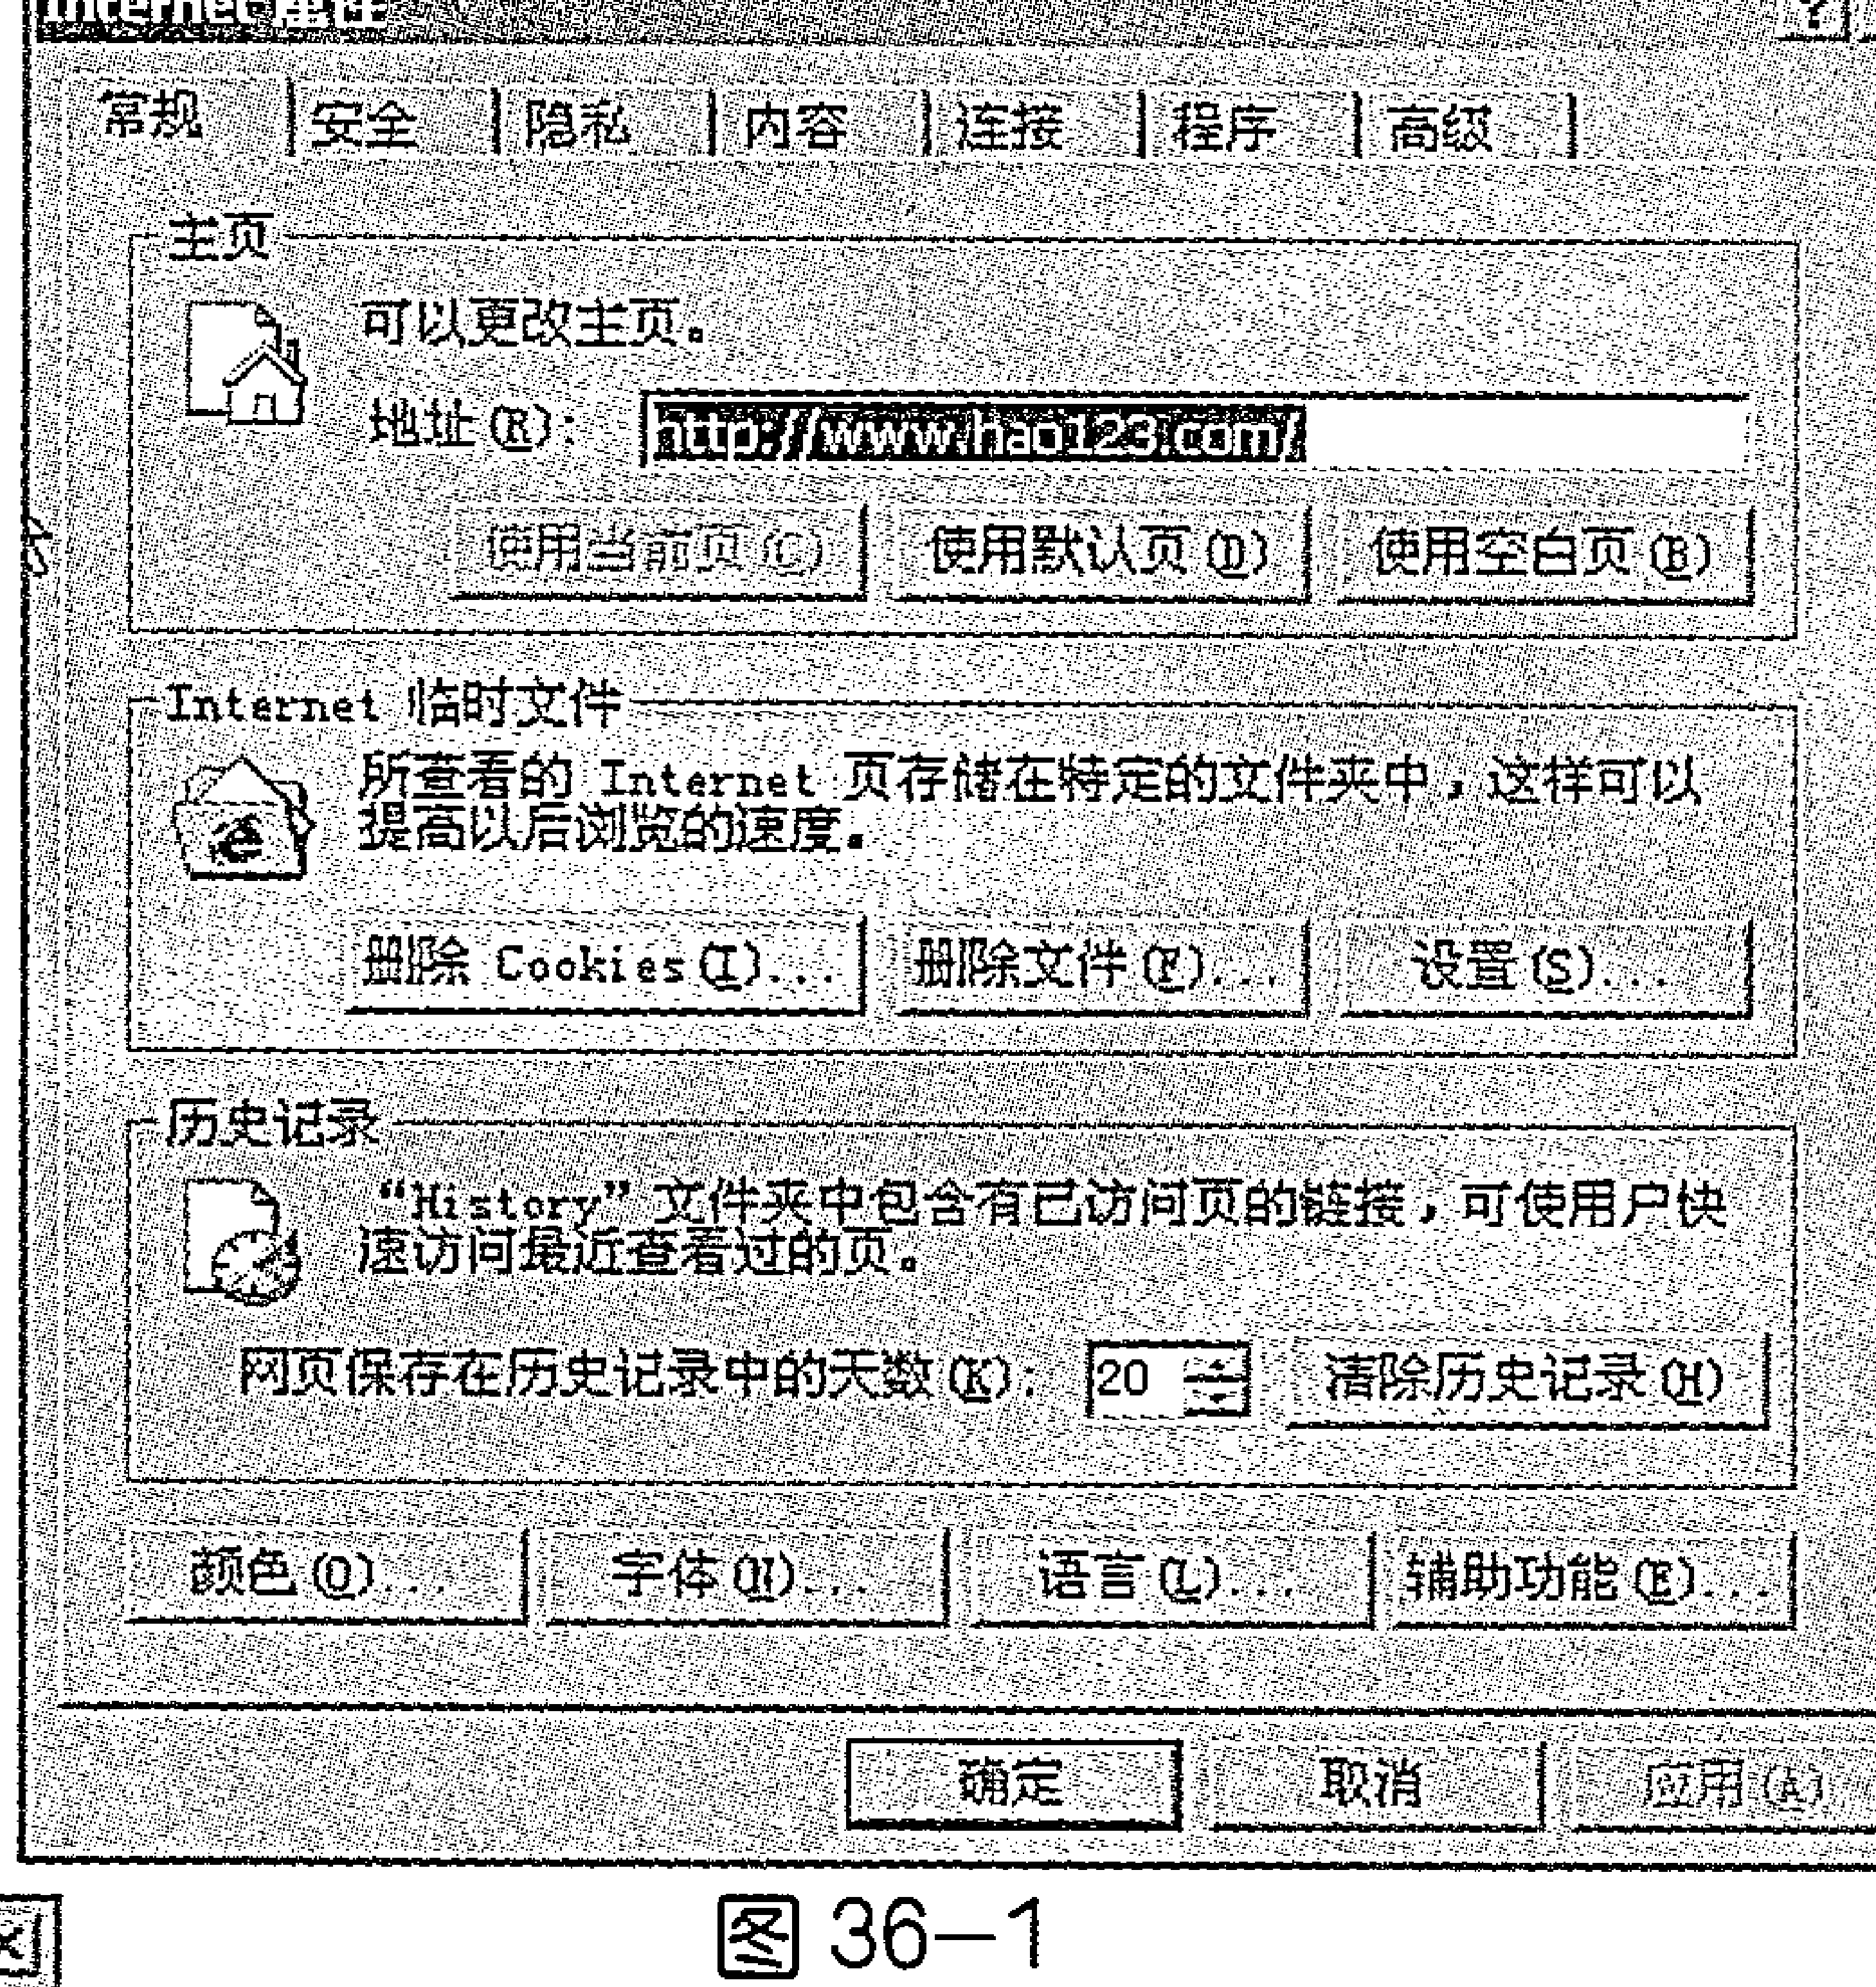 Internet 属性
常规 安全 隐私 内容 连接 程序 高级
主页
可以更改主页。
地址(R): http://www.hao123.com/
使用当前页(C) 使用默认页(D) 使用空白页(B)
Internet 临时文件
所查看的 Internet 页存储在特定的文件夹中，这样可以
提高以后浏览的速度。
删除 Cookies(I)... 删除文件(F)... 设置(S)...
历史记录
“History” 文件夹中包含有已访问页的链接，可使用户快
速访问最近查看过的页。
网页保存在历史记录中的天数(K): 20 清除历史记录(H)
颜色(O)... 字体(N)... 语言(L)... 辅助功能(E)...
确定 取消 应用(A)
图 36-1